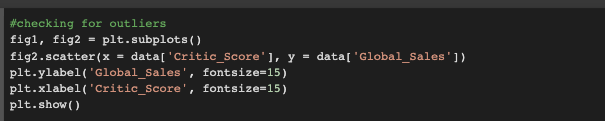 #checking for outliers
fig1, fig2 = plt.subplots()
fig2.scatter(x = data['Critic_Score'], y = data['Global_Sales'])
plt.ylabel('Global_Sales', fontsize=15)
plt.xlabel('Critic_Score', fontsize=15)
plt.show()